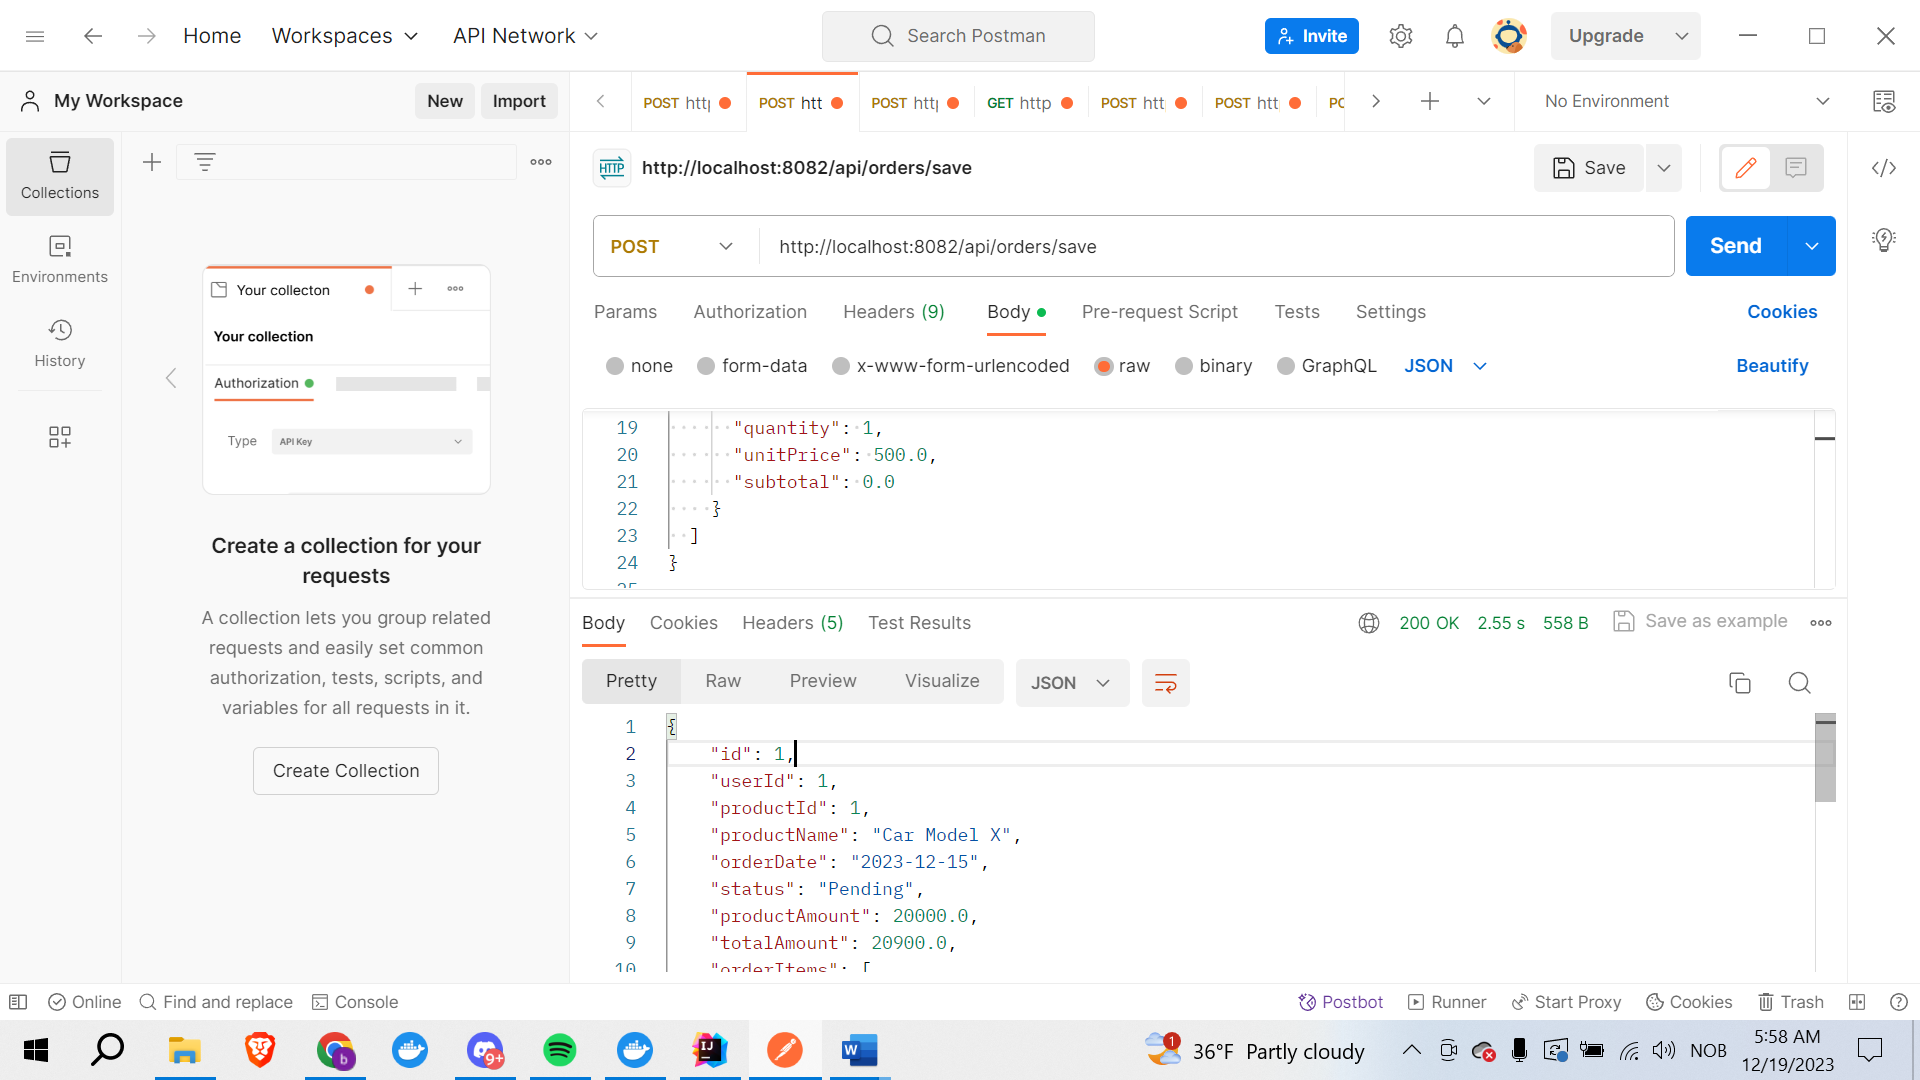 Home Workspaces API Network Search Postman Invite Upgrade
My Workspace New Import POST htt POST htt POST htt GET http POST htt POST htt No Environment
Collections
Environments
History
Your collecton
Your collection
Authorization
Type API Key
Create a collection for your
requests
A collection lets you group related
requests and easily set common
authorization, tests, scripts, and
variables for all requests in it.
Create Collection
HTTP http://localhost:8082/api/orders/save Save
POST http://localhost:8082/api/orders/save Send
Params Authorization Headers (9) Body Pre-request Script Tests Settings Cookies
none form-data x-www-form-urlencoded raw binary GraphQL JSON Beautify
19 "quantity": 1,
20 "unitPrice": 500.0,
21 "subtotal": 0.0
22 }
23 ]
24 }
Body Cookies Headers (5) Test Results 200 OK 2.55 s 558 B Save as example
Pretty Raw Preview Visualize JSON
1 {
2 "id": 1,
3 "userId": 1,
4 "productId": 1,
5 "productName": "Car Model X",
6 "orderDate": "2023-12-15",
7 "status": "Pending",
8 "productAmount": 20000.0,
9 "totalAmount": 20900.0,
10 "orderItems": [
Online Find and replace Console Postbot Runner Start Proxy Cookies Trash
b 9+ IJ W 1 36°F Partly cloudy NOB 5:58 AM
12/19/2023